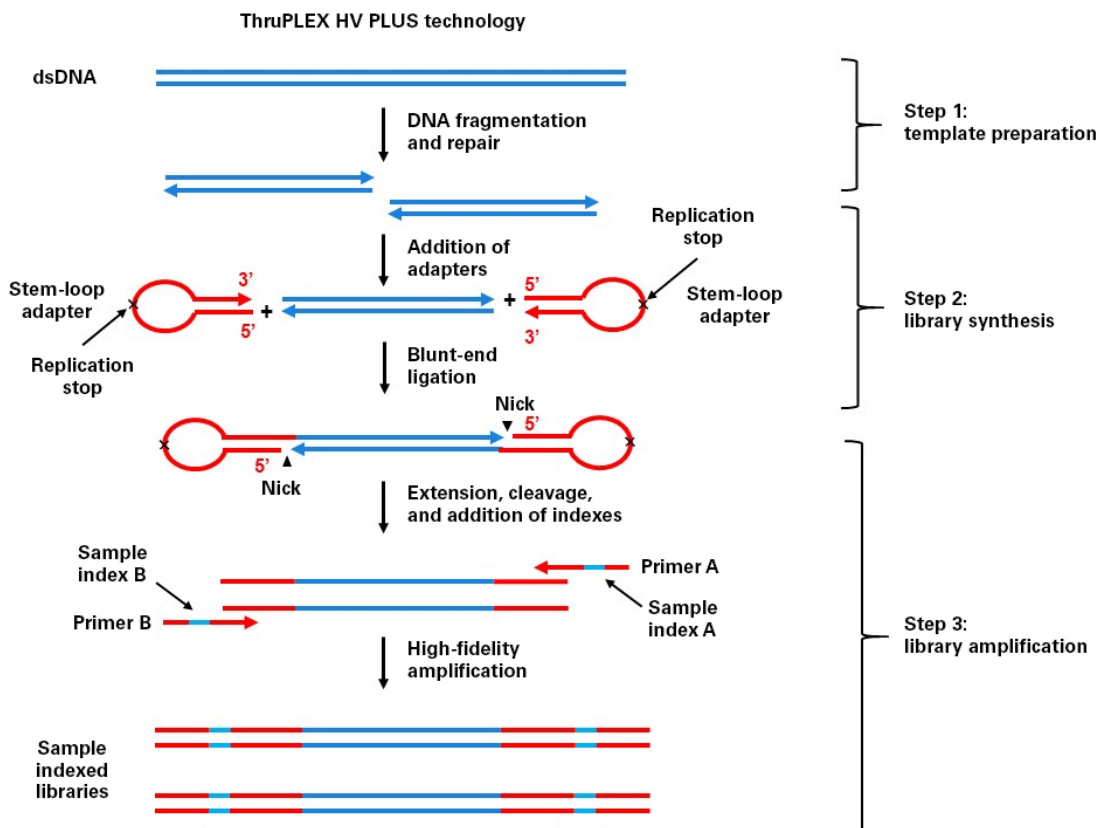 ThruPLEX HV PLUS technology
dsDNA
DNA fragmentation
and repair
Step 1:
template preparation
Addition of
adapters
Replication
stop
Stem-loop
adapter
3’
5’
+
+
5’
3’
Stem-loop
adapter
Replication
stop
Step 2:
library synthesis
Blunt-end
ligation
Nick
5’
x
x
5’
Nick
Extension, cleavage,
and addition of indexes
Sample
index B
Primer B
Primer A
Sample
index A
High-fidelity
amplification
Step 3:
library amplification
Sample
indexed
libraries